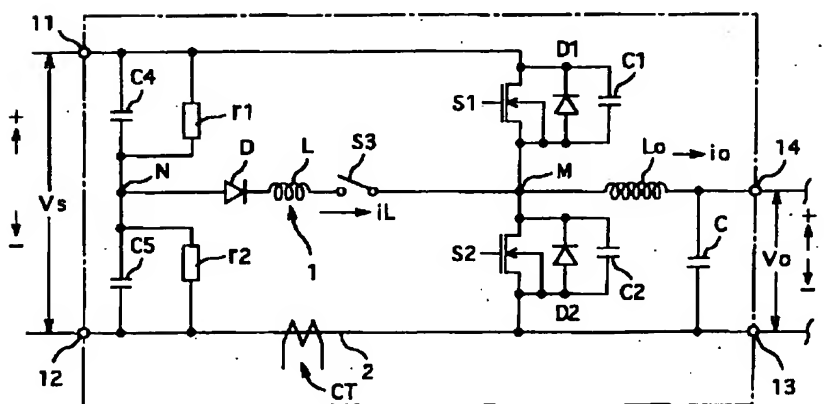 11
C4
r1
D1
C1
S1
+
Vs
-
N
D
L
S3
iL
1
M
Lo
io
14
C5
r2
S2
D2
C2
C
+
Vo
-
12
CT
2
13